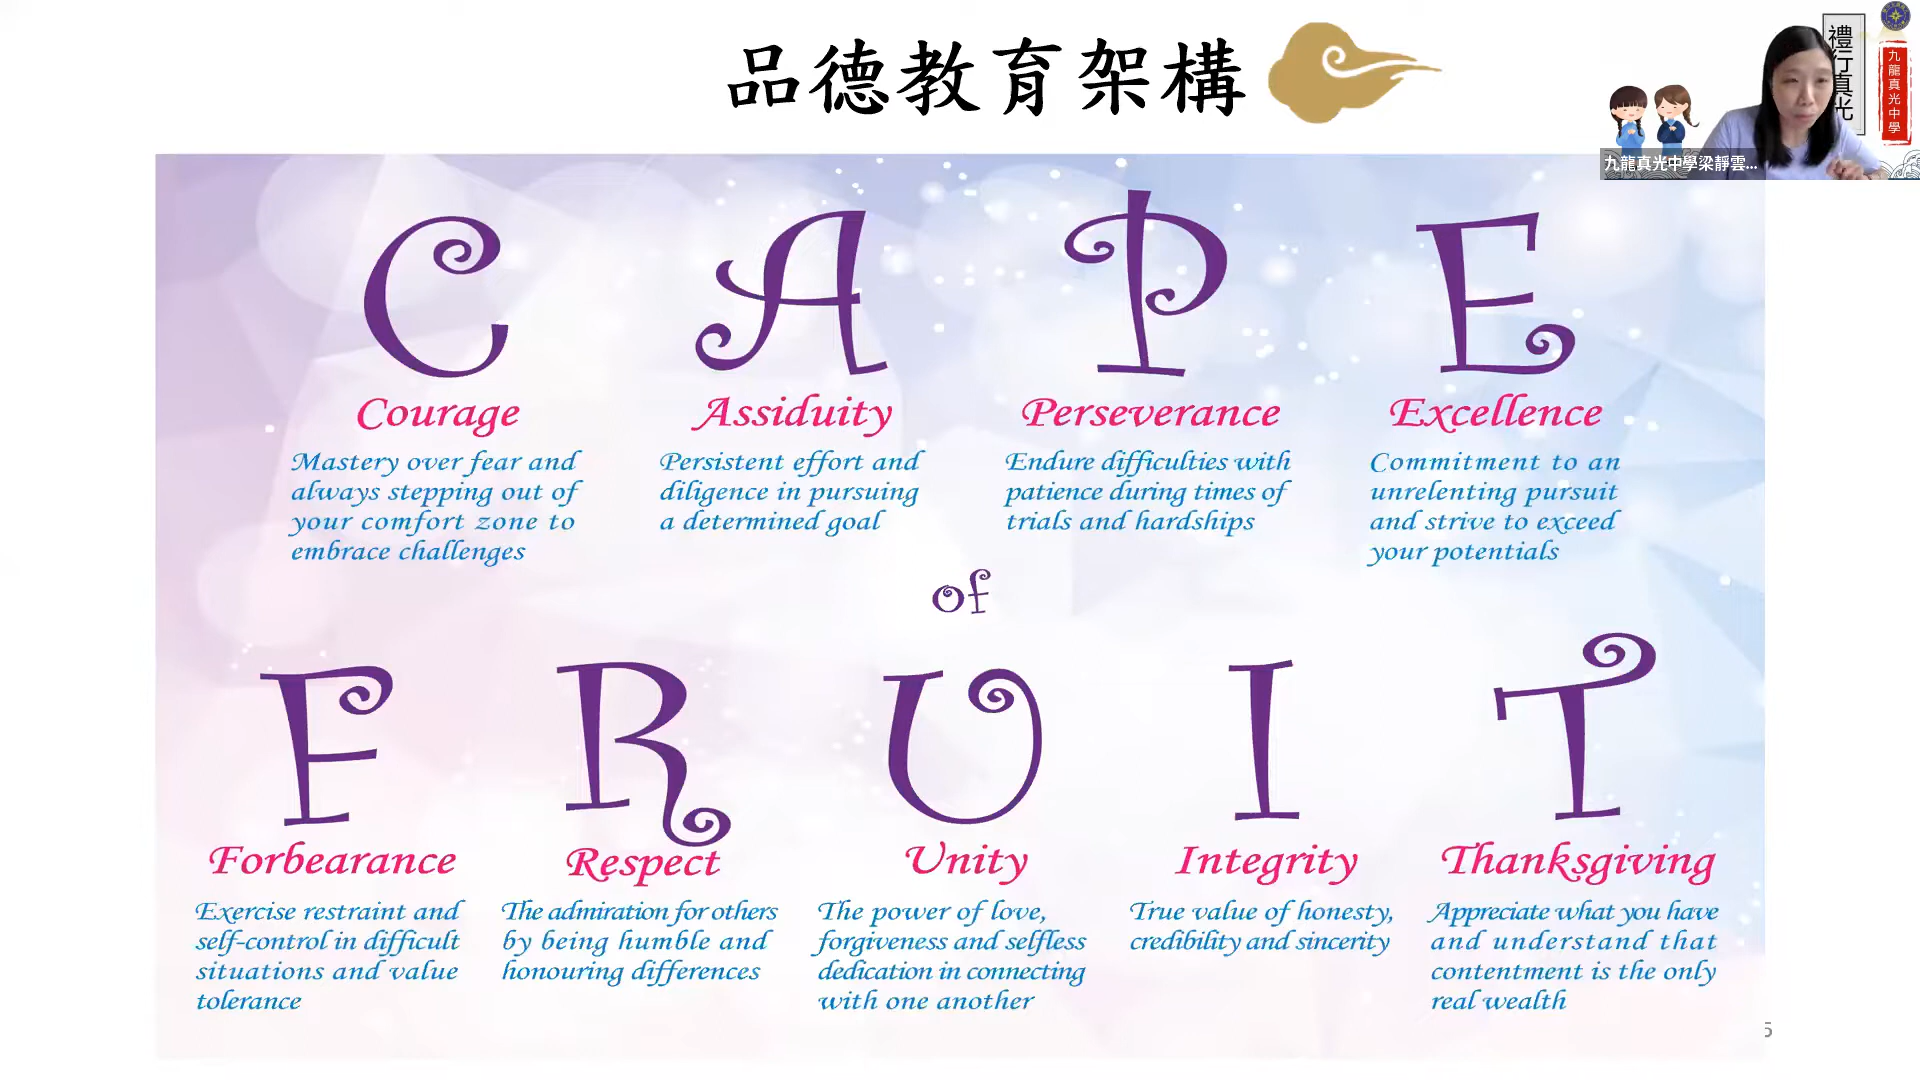 品德教育架構
禮行真光
九龍真光中學
九龍真光中學梁靜雲...
C A P E
Courage
Mastery over fear and
always stepping out of
your comfort zone to
embrace challenges
Assiduity
Persistent effort and
diligence in pursuing
a determined goal
Perseverance
Endure difficulties with
patience during times of
trials and hardships
Excellence
Commitment to an
unrelenting pursuit
and strive to exceed
your potentials
of
F R U I T
Forbearance
Exercise restraint and
self-control in difficult
situations and value
tolerance
Respect
The admiration for others
by being humble and
honouring differences
Unity
The power of love,
forgiveness and selfless
dedication in connecting
with one another
Integrity
True value of honesty,
credibility and sincerity
Thanksgiving
Appreciate what you have
and understand that
contentment is the only
real wealth
5